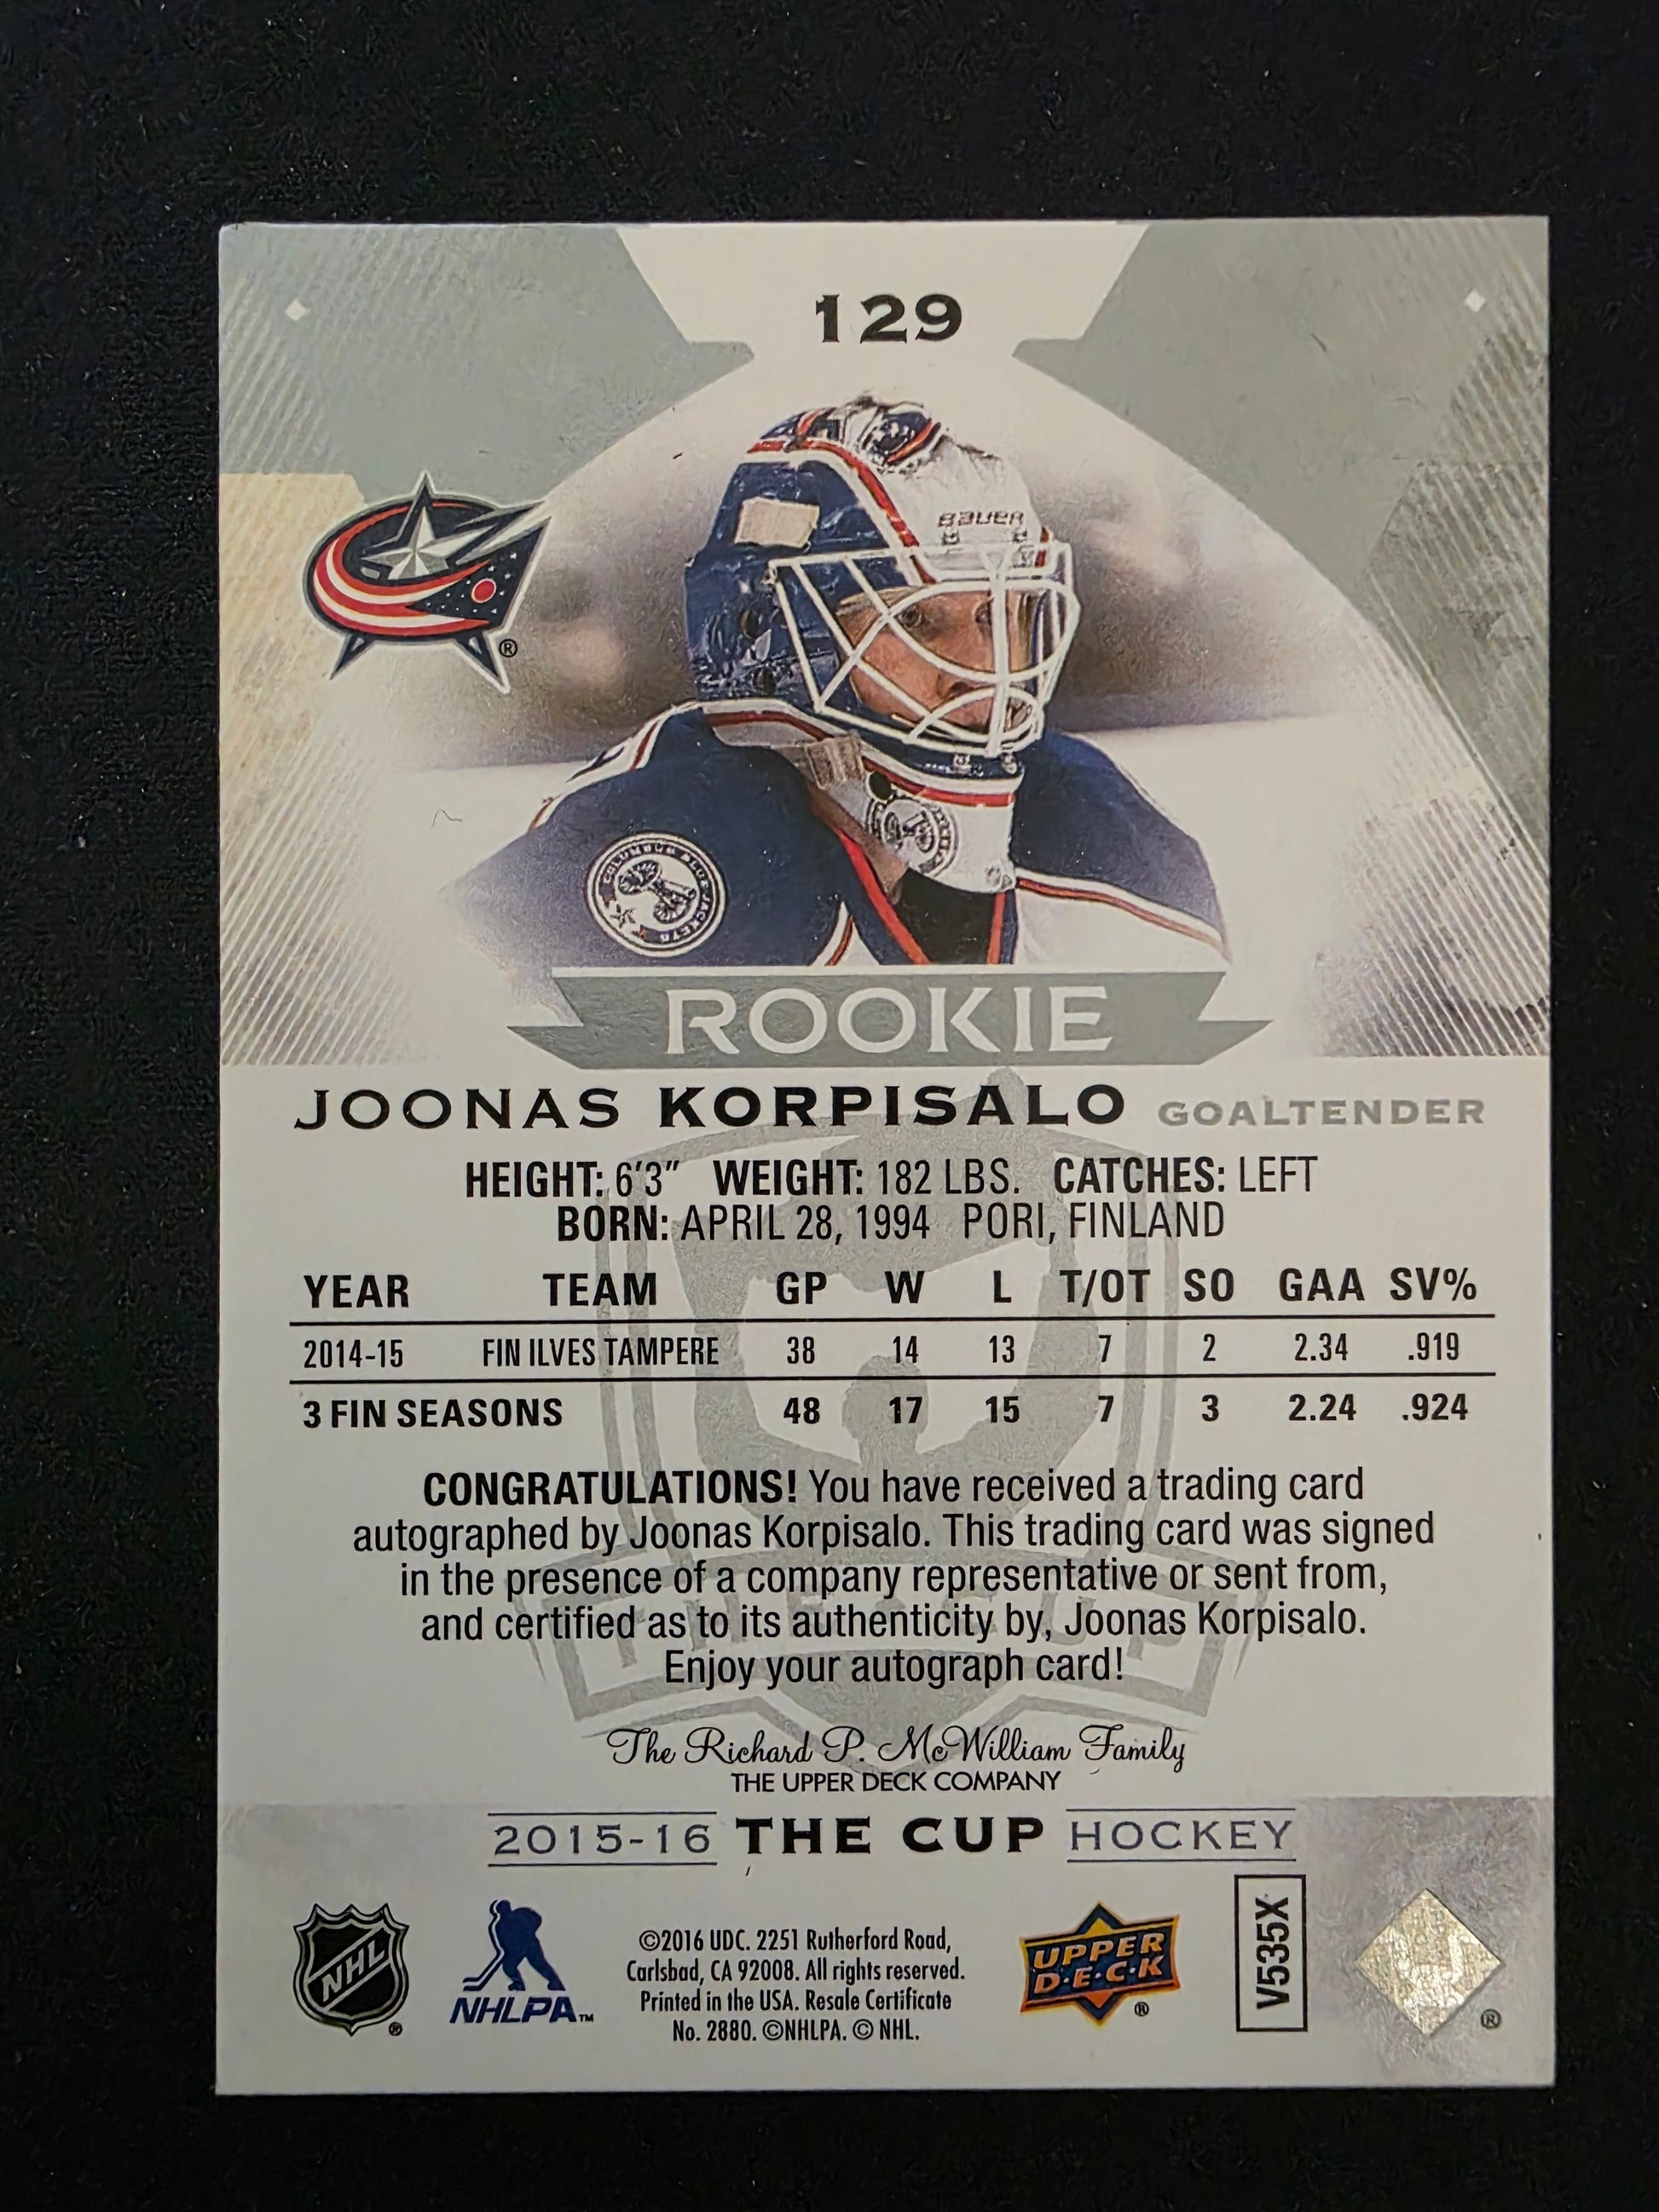 129
BAUER
®
COLUMBUS BLUE JACKETS
ROOKIE
JOONAS KORPISALO GOALTENDER
HEIGHT: 6'3" WEIGHT: 182 LBS. CATCHES: LEFT
BORN: APRIL 28, 1994 PORI, FINLAND
YEAR TEAM GP W L T/OT SO GAA SV%
2014-15 FIN ILVES TAMPERE 38 14 13 7 2 2.34 .919
3 FIN SEASONS 48 17 15 7 3 2.24 .924
CONGRATULATIONS! You have received a trading card
autographed by Joonas Korpisalo. This trading card was signed
in the presence of a company representative or sent from,
and certified as to its authenticity by, Joonas Korpisalo.
Enjoy your autograph card!
THE CUP
The Richard P. McWilliam Family
THE UPPER DECK COMPANY
2015-16 THE CUP HOCKEY
NHL ®
NHLPA™
©2016 UDC. 2251 Rutherford Road,
Carlsbad, CA 92008. All rights reserved.
Printed in the USA. Resale Certificate
No. 2880. ©NHLPA. © NHL.
UPPER
D·E·C·K ®
V535X
®